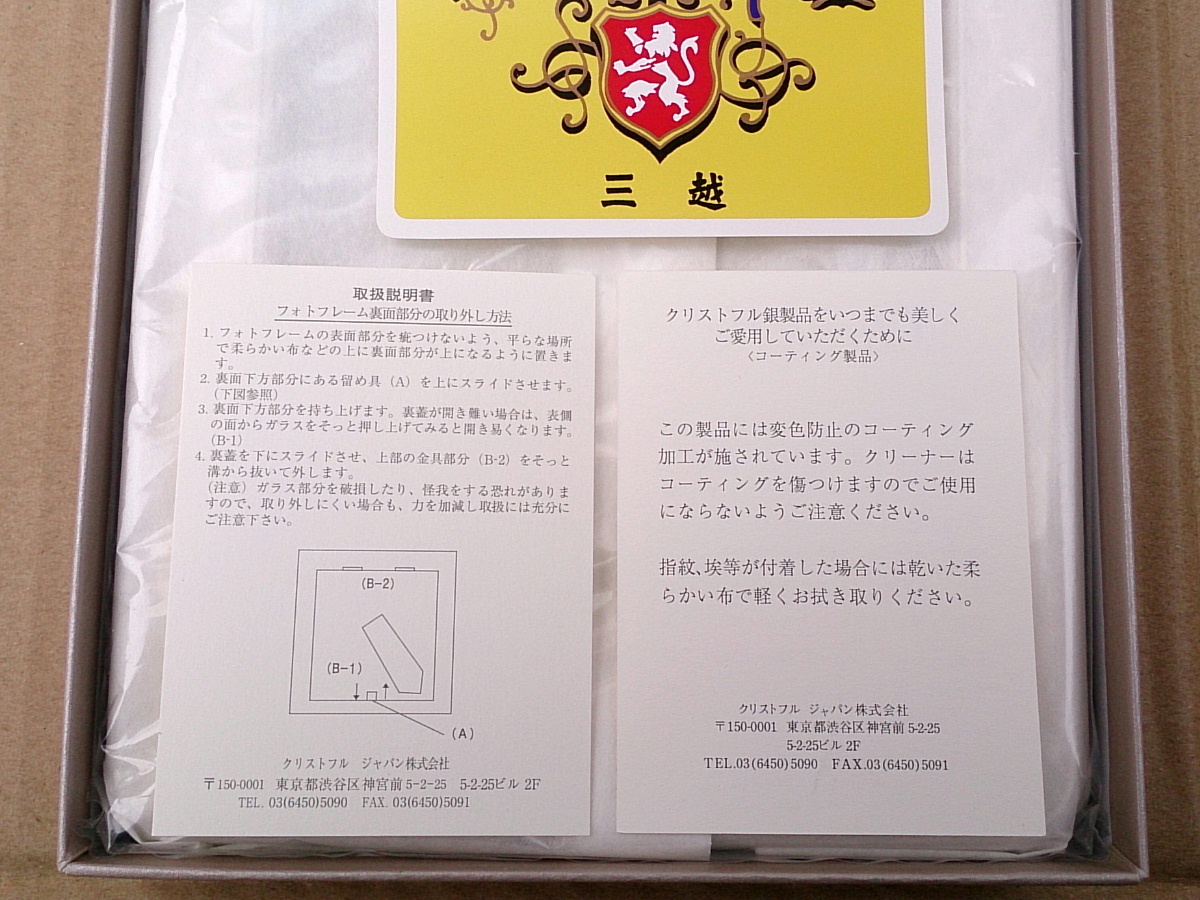 三越
取扱説明書
フォトフレーム裏面部分の取り外し方法
1. フォトフレームの表面部分を疵つけないよう、平らな場所
で柔らかい布などの上に裏面部分が上になるように置きま
す。
2. 裏面下方部分にある留め具（A）を上にスライドさせます。
（下図参照）
3. 裏面下方部分を持ち上げます。裏蓋が開き難い場合は、表側
の面からガラスをそっと押し上げてみると開き易くなります。
（B-1）
4. 裏蓋を下にスライドさせ、上部の金具部分（B-2）をそっと
溝から抜いて外します。
（注意）ガラス部分を破損したり、怪我をする恐れがありま
すので、取り外しにくい場合も、力を加減し取扱には充分に
ご注意下さい。
（B-2）
（B-1）
（A）
クリストフル ジャパン株式会社
〒150-0001 東京都渋谷区神宮前5-2-25 5-2-25ビル 2F
TEL. 03(6450)5090 FAX. 03(6450)5091
クリストフル銀製品をいつまでも美しく
ご愛用していただくために
〈コーティング製品〉
この製品には変色防止のコーティング
加工が施されています。クリーナーは
コーティングを傷つけますのでご使用
にならないようご注意ください。
指紋、埃等が付着した場合には乾いた柔
らかい布で軽くお拭き取りください。
クリストフル ジャパン株式会社
〒150-0001 東京都渋谷区神宮前 5-2-25
5-2-25ビル 2F
TEL.03(6450)5090 FAX.03(6450)5091